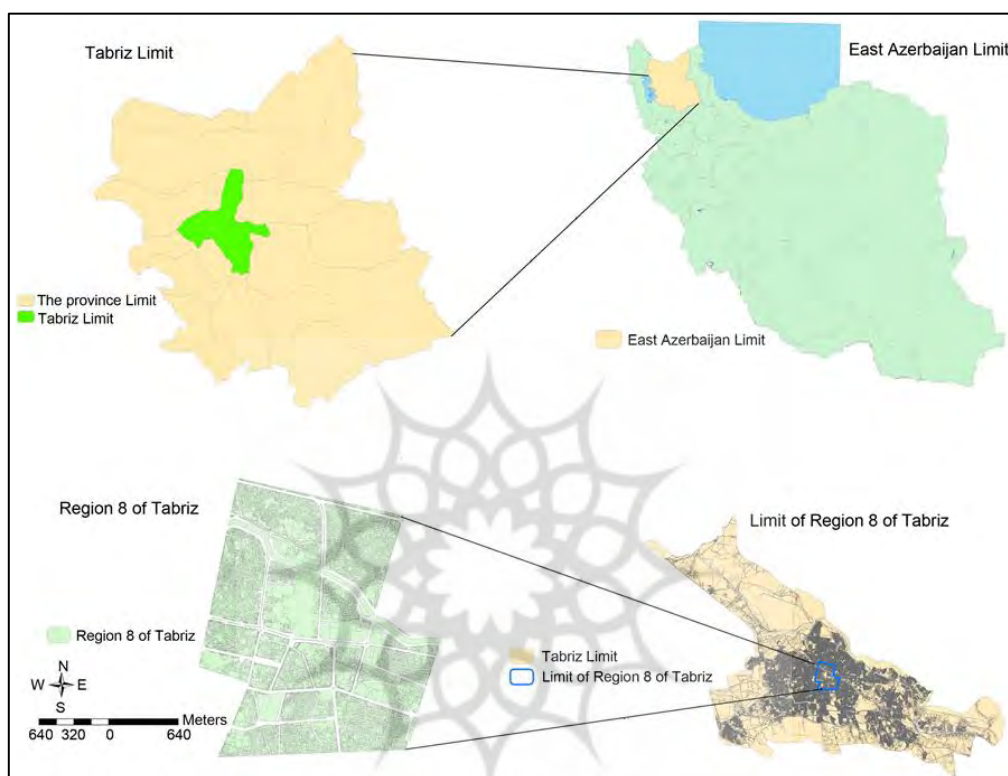 Tabriz Limit
East Azerbaijan Limit
The province Limit
Tabriz Limit
East Azerbaijan Limit
Region 8 of Tabriz
Limit of Region 8 of Tabriz
Region 8 of Tabriz
Tabriz Limit
Limit of Region 8 of Tabriz
N
W E
S
Meters
640 320 0 640